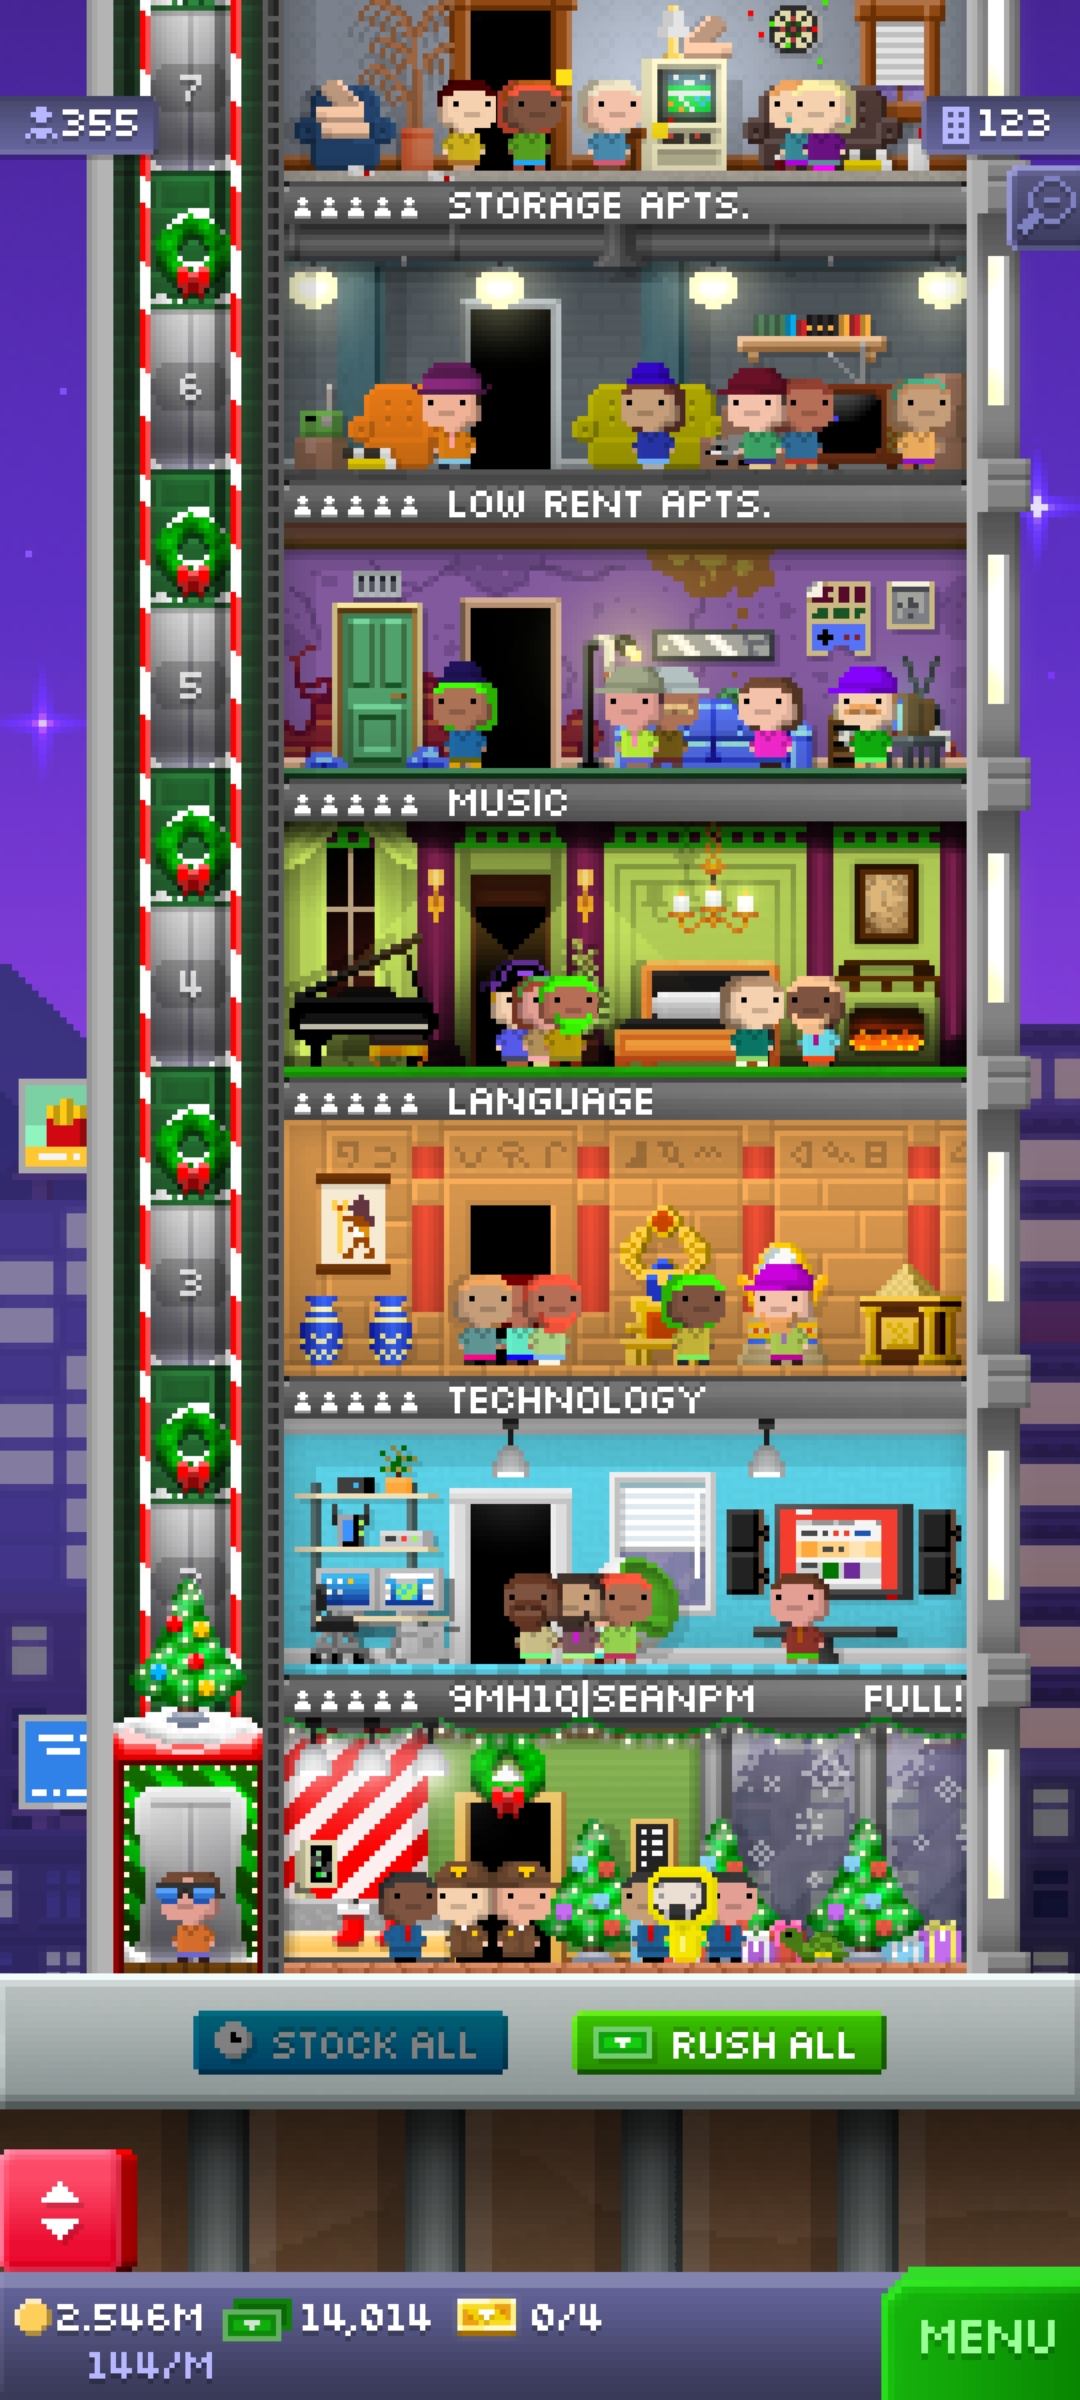 7
355
123
STORAGE APTS.
6
LOW RENT APTS.
5
MUSIC
4
LANGUAGE
3
TECHNOLOGY
9MH1Q|SEANPM FULL!
STOCK ALL
RUSH ALL
2.546M 14,014 0/4
144/M
MENU